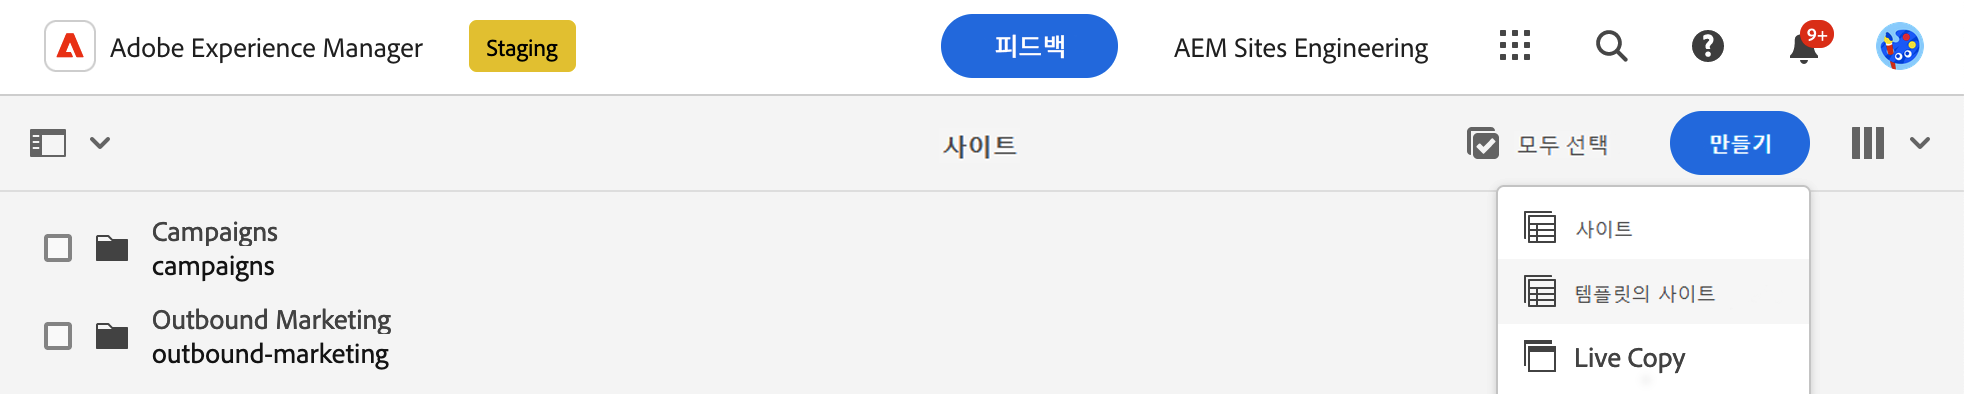 Adobe Experience Manager Staging 피드백 AEM Sites Engineering 9+
사이트 모두 선택 만들기
Campaigns
campaigns
Outbound Marketing
outbound-marketing
사이트
템플릿의 사이트
Live Copy